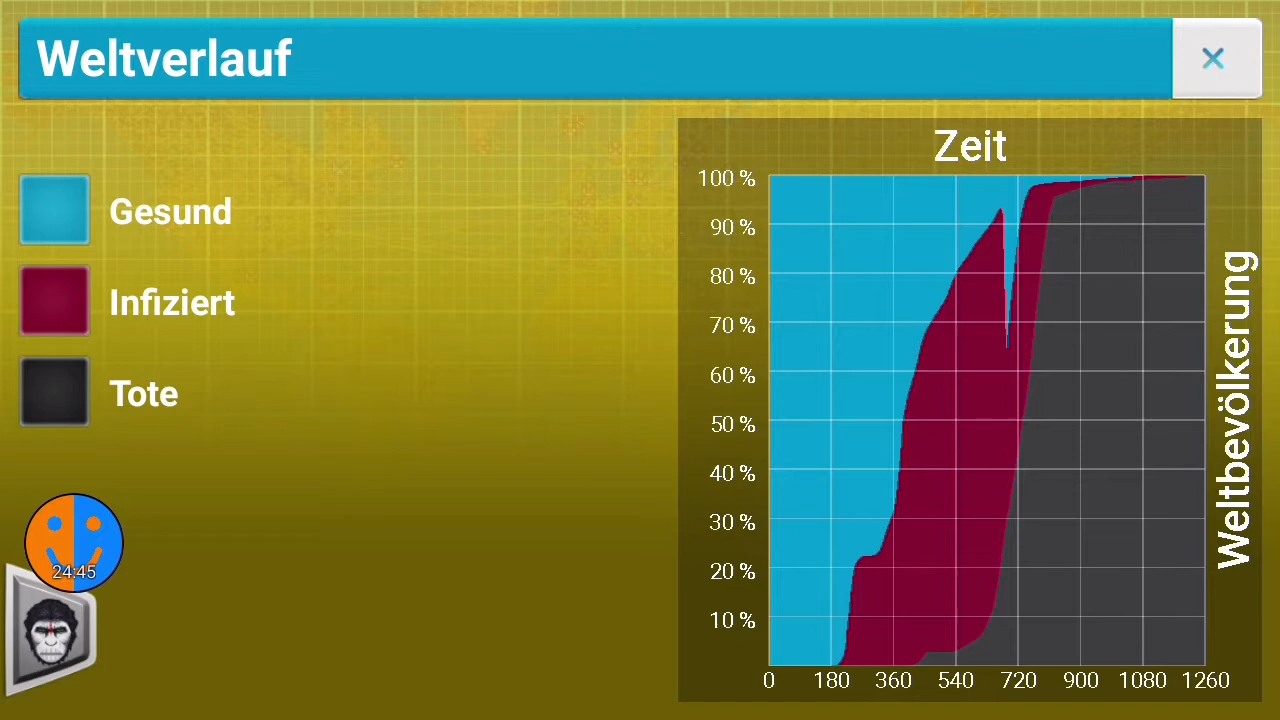 Weltverlauf
×
Gesund
Infiziert
Tote
24:45
Zeit
100 %
90 %
80 %
70 %
60 %
50 %
40 %
30 %
20 %
10 %
0 180 360 540 720 900 1080 1260
Weltbevölkerung